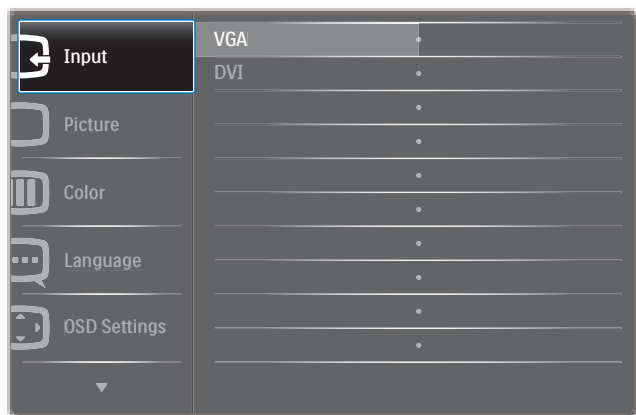 Input
Picture
Color
Language
OSD Settings
VGA
DVI